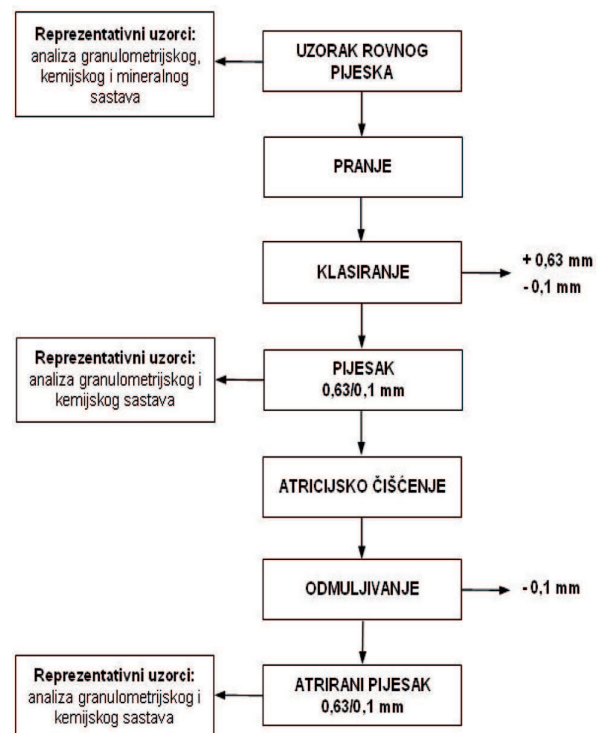 Reprezentativni uzorci:
analiza granulometrijskog,
kemijskog i mineralnog
sastava
UZORAK ROVNOG
PIJESKA
PRANJE
KLASIRANJE
+ 0,63 mm
- 0,1 mm
Reprezentativni uzorci:
analiza granulometrijskog i
kemijskog sastava
PIJESAK
0,63/0,1 mm
ATRICIJSKO ČIŠĆENJE
ODMULJIVANJE
- 0,1 mm
Reprezentativni uzorci:
analiza granulometrijskog i
kemijskog sastava
ATRIRANI PIJESAK
0,63/0,1 mm